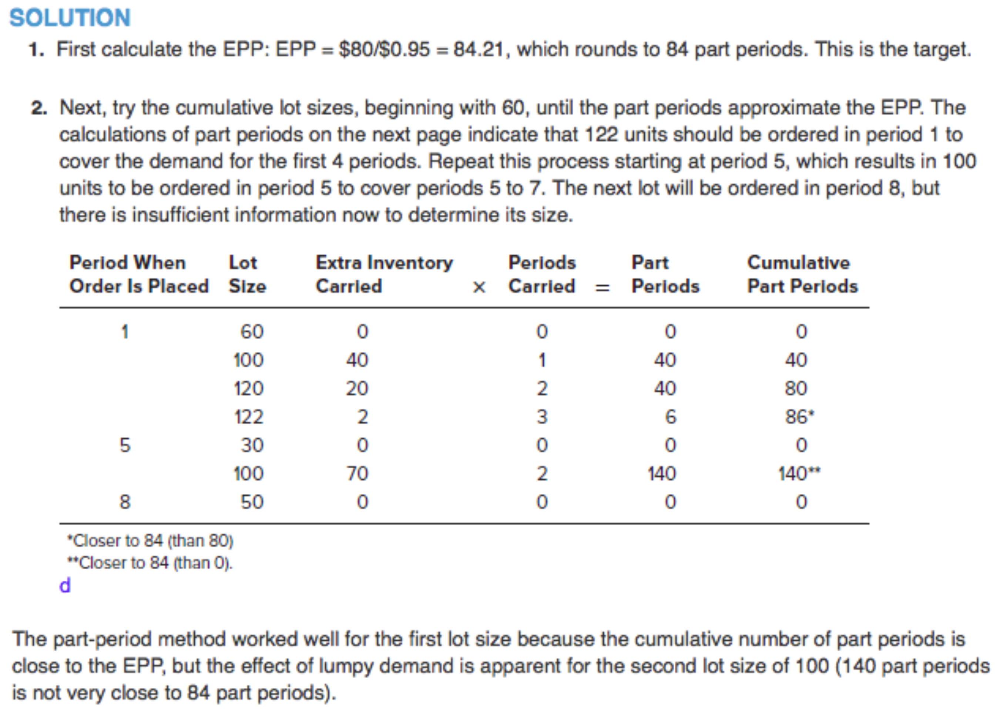 SOLUTION
1. First calculate the EPP: EPP = $80/$0.95 = 84.21, which rounds to 84 part periods. This is the target.
2. Next, try the cumulative lot sizes, beginning with 60, until the part periods approximate the EPP. The
calculations of part periods on the next page indicate that 122 units should be ordered in period 1 to
cover the demand for the first 4 periods. Repeat this process starting at period 5, which results in 100
units to be ordered in period 5 to cover periods 5 to 7. The next lot will be ordered in period 8, but
there is insufficient information now to determine its size.
Period When Lot Extra Inventory Periods Part Cumulative
Order Is Placed Size Carried × Carried = Periods Part Periods
1 60 0 0 0 0
100 40 1 40 40
120 20 2 40 80
122 2 3 6 86*
5 30 0 0 0 0
100 70 2 140 140**
8 50 0 0 0 0
*Closer to 84 (than 80)
**Closer to 84 (than 0).
d
The part-period method worked well for the first lot size because the cumulative number of part periods is
close to the EPP, but the effect of lumpy demand is apparent for the second lot size of 100 (140 part periods
is not very close to 84 part periods).